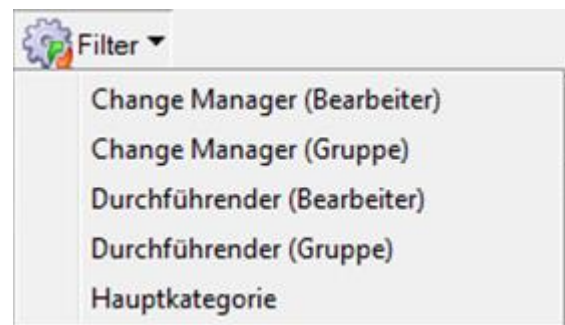 Filter
Change Manager (Bearbeiter)
Change Manager (Gruppe)
Durchführender (Bearbeiter)
Durchführender (Gruppe)
Hauptkategorie